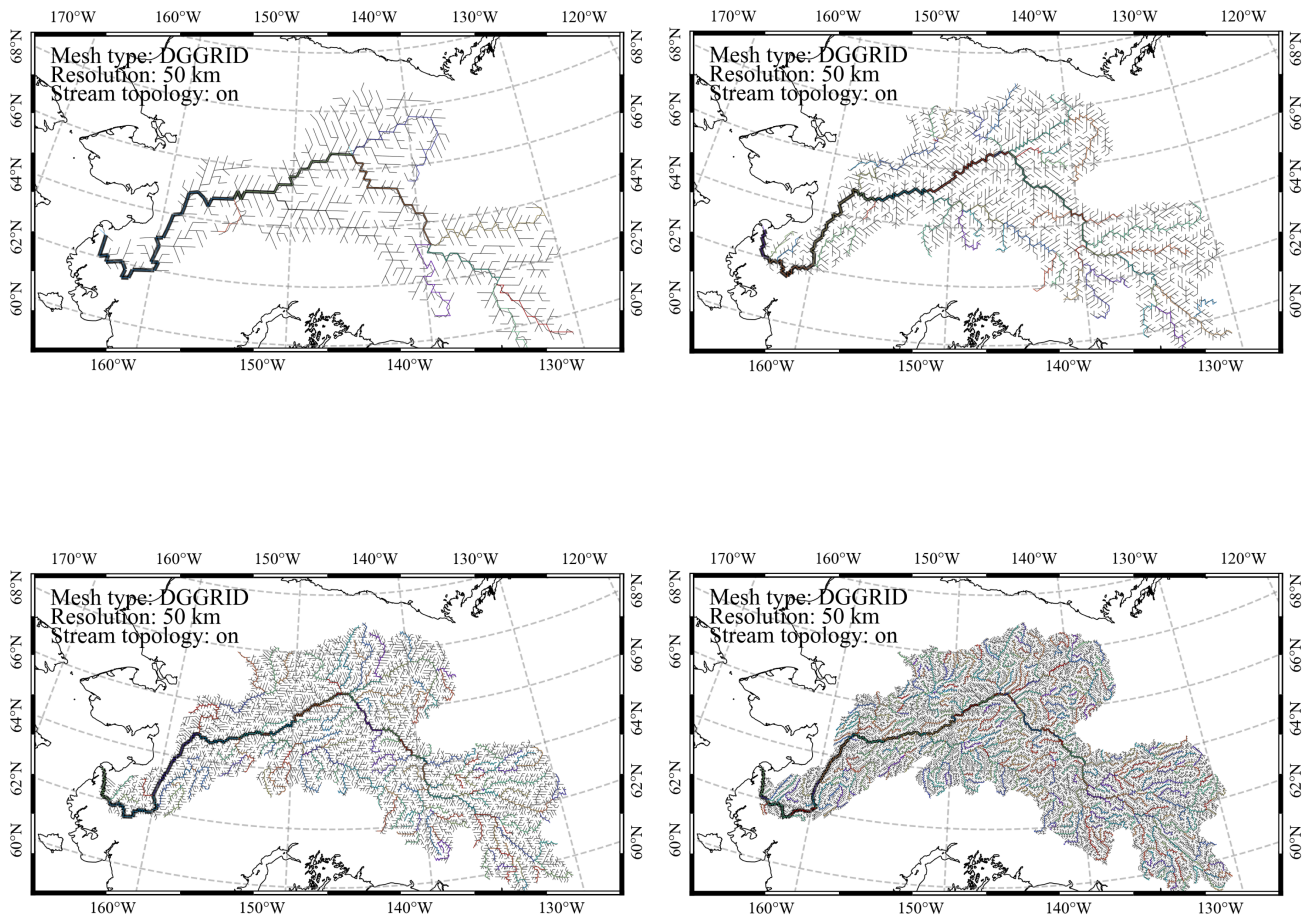 170°W 160°W 150°W 140°W 130°W 120°W
Mesh type: DGGRID
Resolution: 50 km
Stream topology: on
68°N
66°N
64°N
62°N
60°N
68°N
66°N
64°N
62°N
60°N
160°W 150°W 140°W 130°W
170°W 160°W 150°W 140°W 130°W 120°W
Mesh type: DGGRID
Resolution: 50 km
Stream topology: on
68°N
66°N
64°N
62°N
60°N
68°N
66°N
64°N
62°N
60°N
160°W 150°W 140°W 130°W
170°W 160°W 150°W 140°W 130°W 120°W
Mesh type: DGGRID
Resolution: 50 km
Stream topology: on
68°N
66°N
64°N
62°N
60°N
68°N
66°N
64°N
62°N
60°N
160°W 150°W 140°W 130°W
170°W 160°W 150°W 140°W 130°W 120°W
Mesh type: DGGRID
Resolution: 50 km
Stream topology: on
68°N
66°N
64°N
62°N
60°N
68°N
66°N
64°N
62°N
60°N
160°W 150°W 140°W 130°W